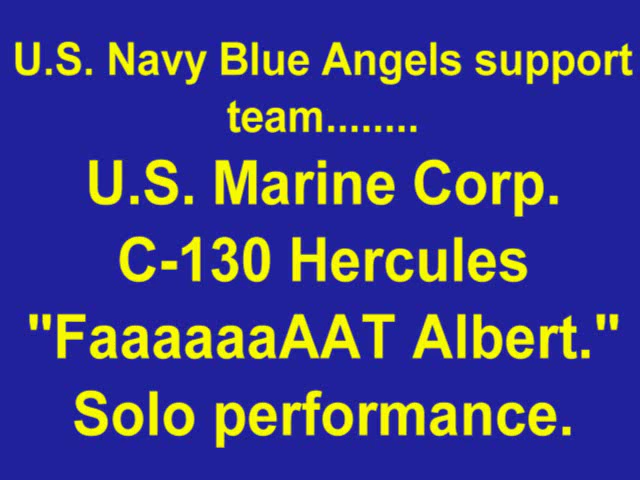 U.S. Navy Blue Angels support
team........
U.S. Marine Corp.
C-130 Hercules
"FaaaaaaAAT Albert."
Solo performance.